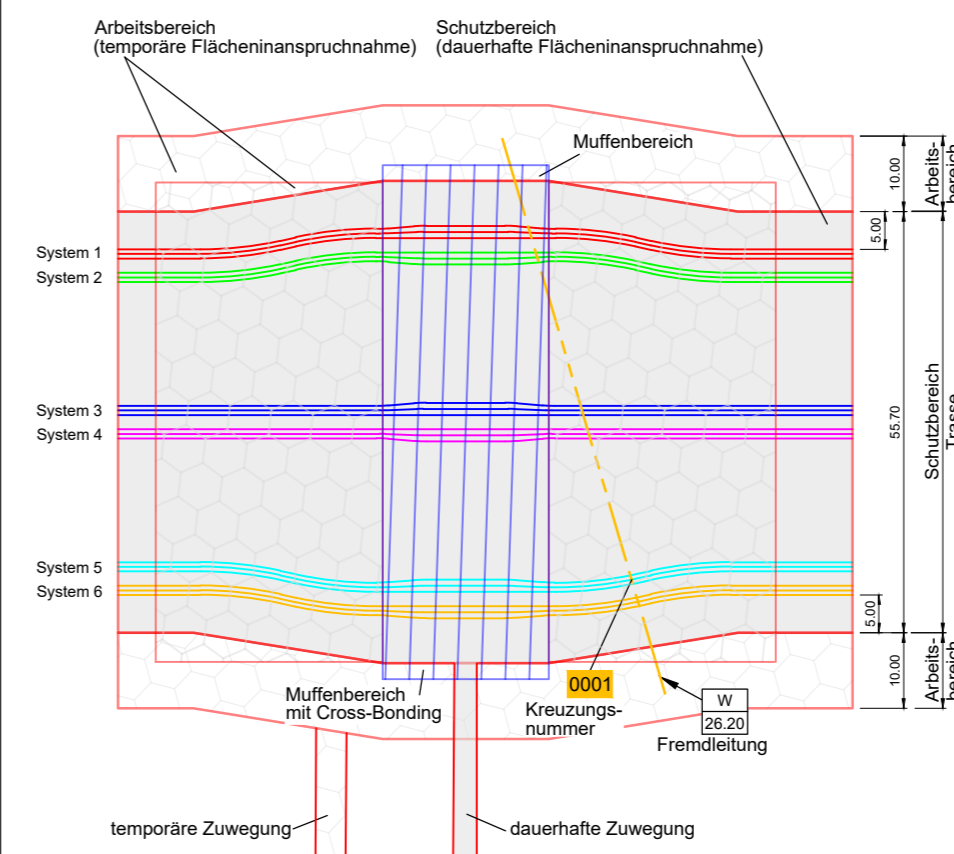 Arbeitsbereich
(temporäre Flächeninanspruchnahme)
Schutzbereich
(dauerhafte Flächeninanspruchnahme)
Muffenbereich
10.00
Arbeits-
bereich
5.00
System 1
System 2
System 3
System 4
55.70
Schutzbereich
Trasse
System 5
System 6
5.00
10.00
Arbeits-
bereich
Muffenbereich
mit Cross-Bonding
0001
Kreuzungs-
nummer
W
26.20
Fremdleitung
temporäre Zuwegung
dauerhafte Zuwegung